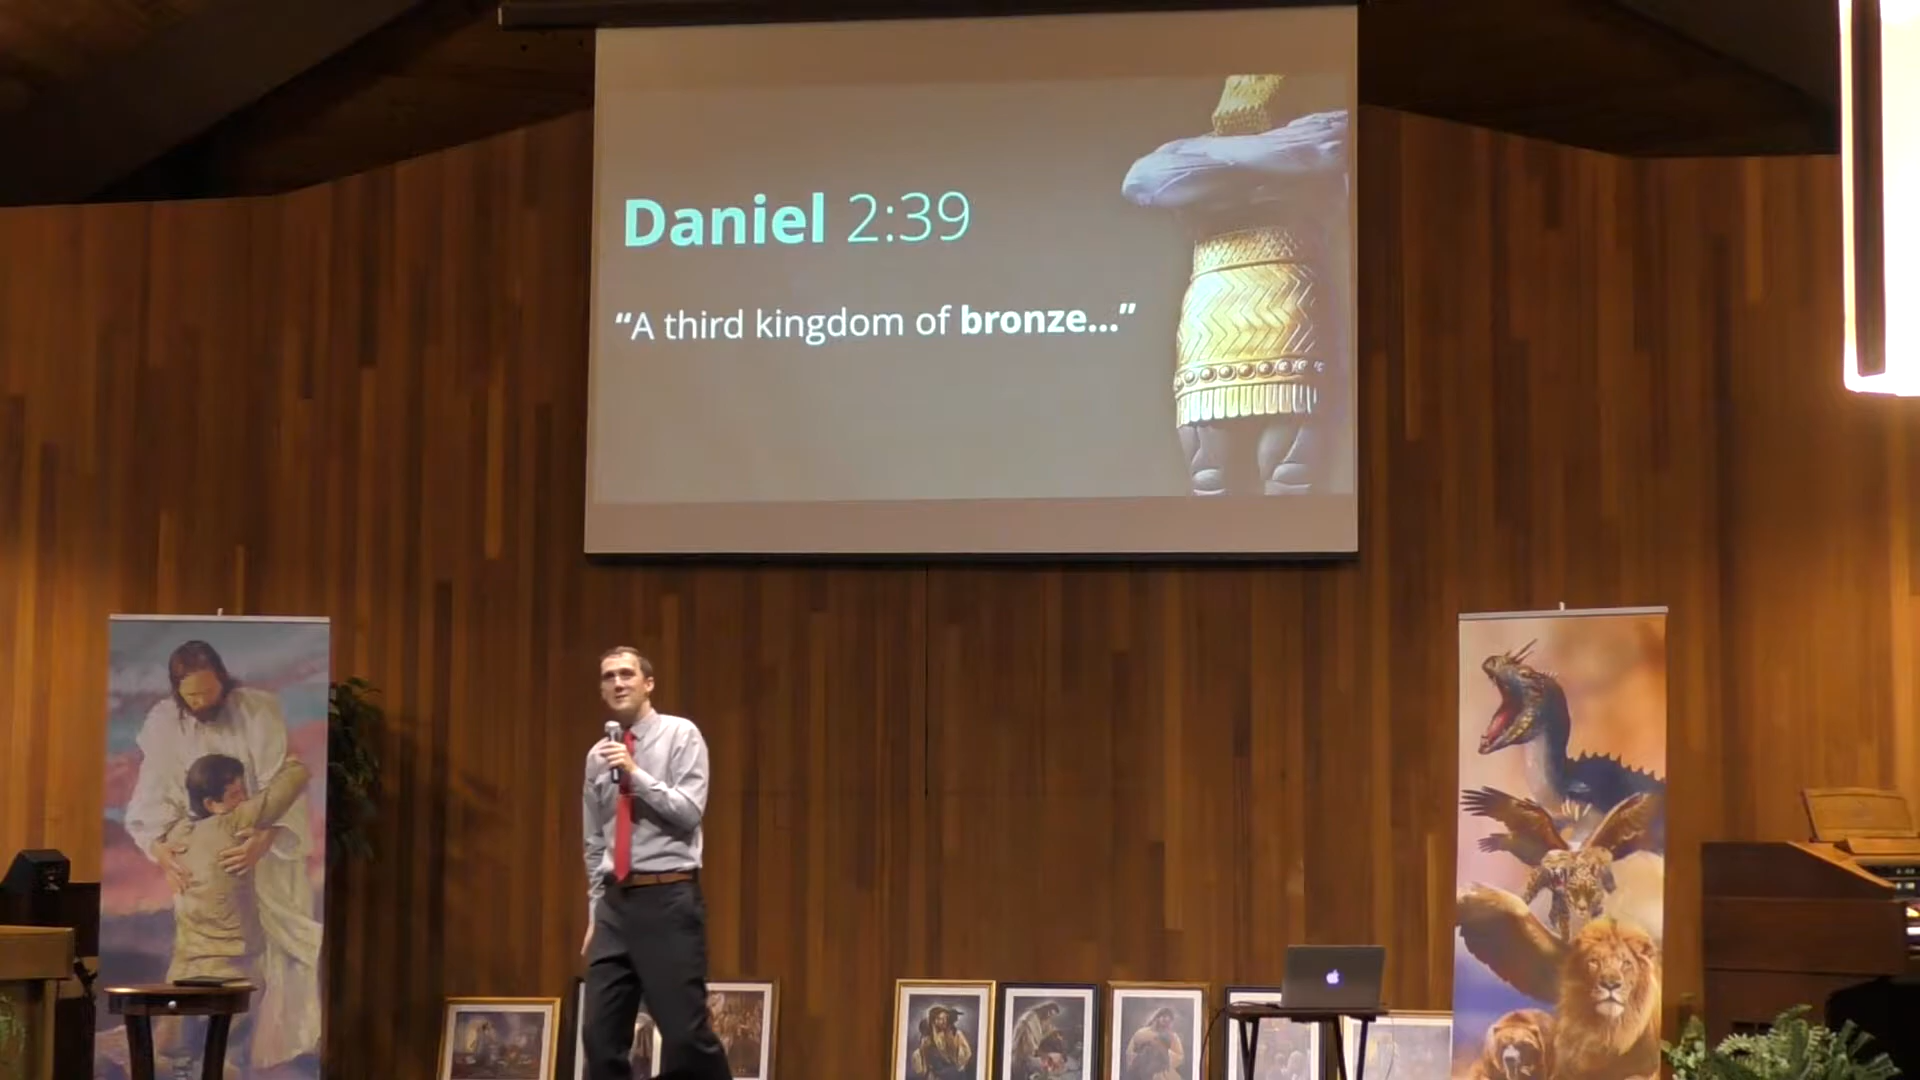 Daniel 2:39
“A third kingdom of bronze...”